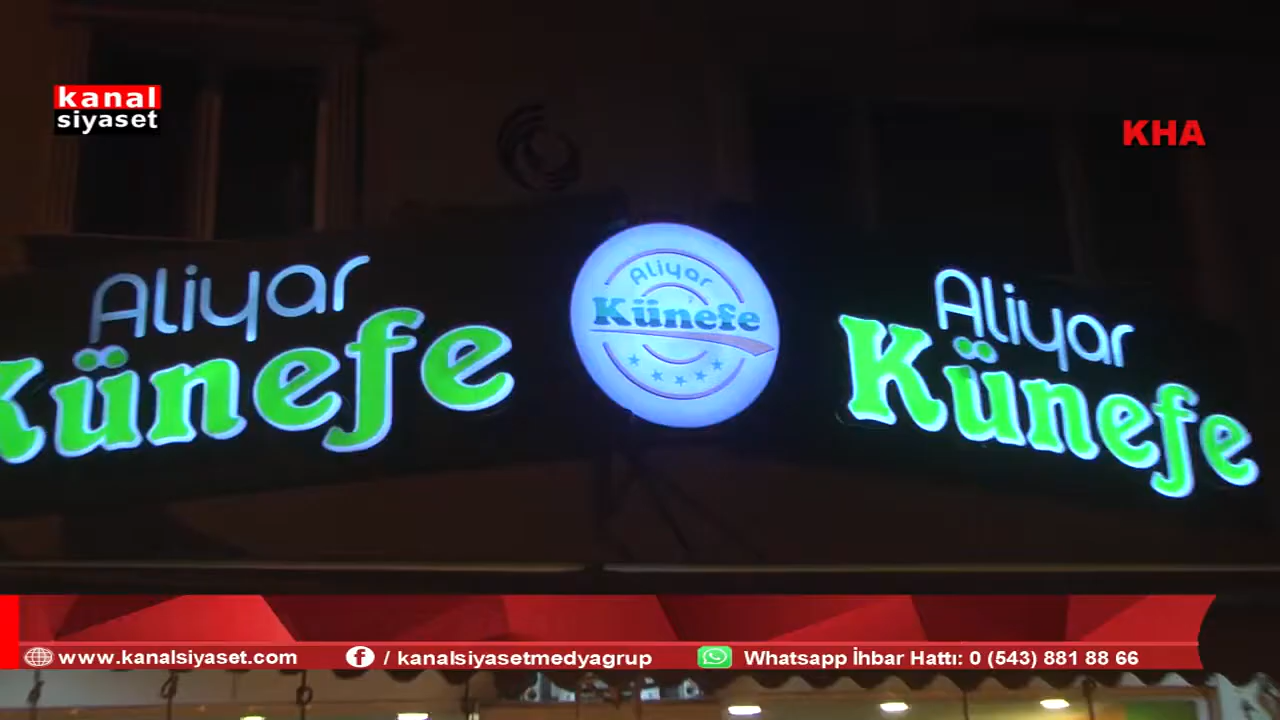 kanal
siyaset
KHA
Aliyar
Künefe
Aliyar
Künefe
Aliyar
Künefe
www.kanalsiyaset.com
/ kanalsiyasetmedyagrup
Whatsapp İhbar Hattı: 0 (543) 881 88 66